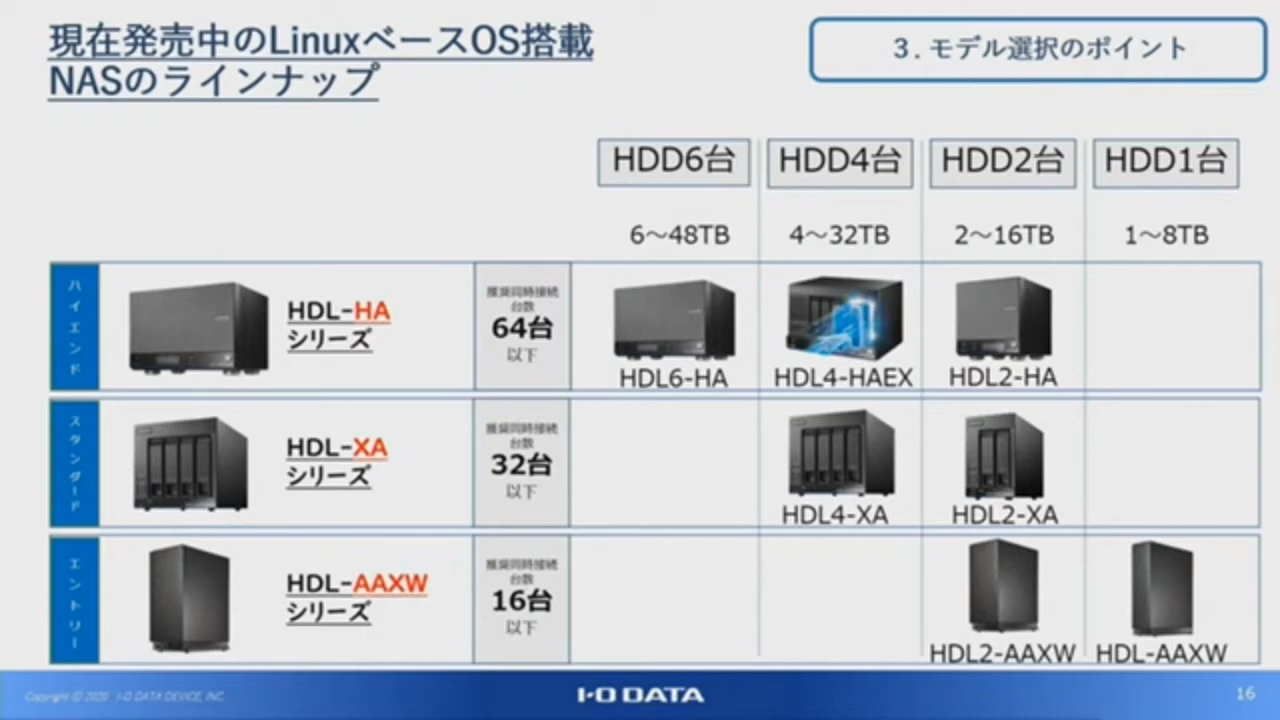 現在発売中のLinuxベースOS搭載
NASのラインナップ
3. モデル選択のポイント
HDD6台 HDD4台 HDD2台 HDD1台
6～48TB 4～32TB 2～16TB 1～8TB
ハイエンド
HDL-HA
シリーズ
推奨同時接続
台数
64台
以下
HDL6-HA HDL4-HAEX HDL2-HA
スタンダード
HDL-XA
シリーズ
推奨同時接続
台数
32台
以下
HDL4-XA HDL2-XA
エントリー
HDL-AAXW
シリーズ
推奨同時接続
台数
16台
以下
HDL2-AAXW HDL-AAXW
Copyright © 2020 I-O DATA DEVICE, INC.
I-O DATA
16